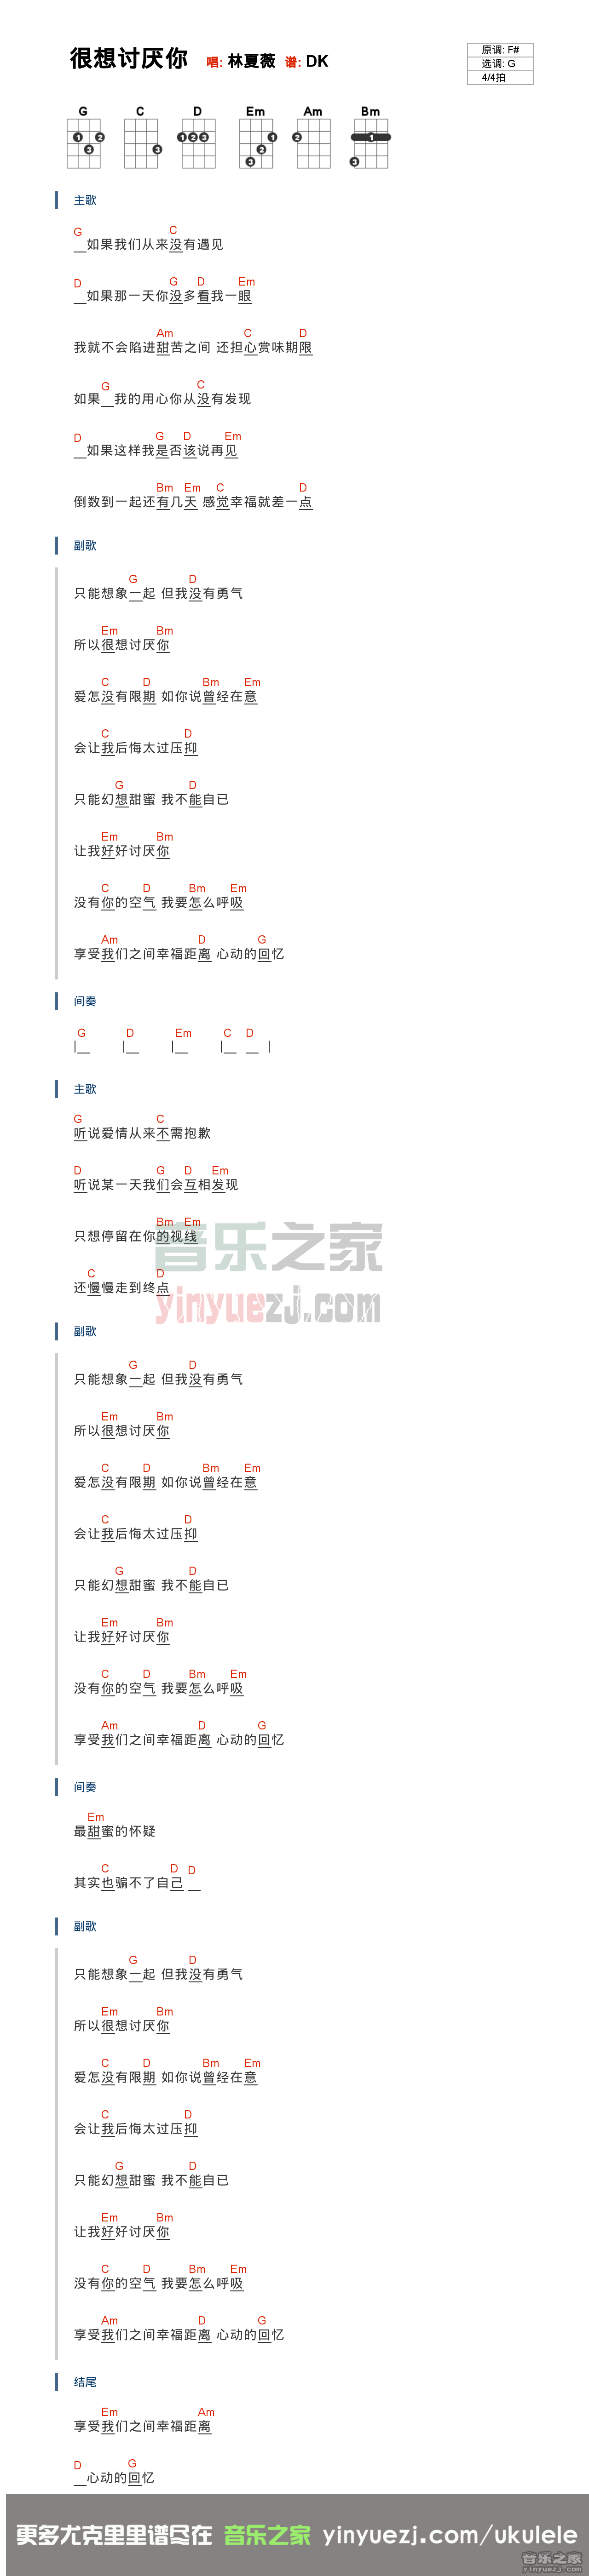 很想讨厌你 唱: 林夏薇 谱: DK
原调: F#
选调: G
4/4拍
G C D Em Am Bm
1 2 3 3 1 2 3 1 2 3 2 1 3
主歌
G C
如果我们从来没有遇见
D G D Em
如果那一天你没多看我一眼
Am C D
我就不会陷进甜苦之间 还担心赏味期限
G C
如果 我的用心你从没有发现
D G D Em
如果这样我是否该说再见
Bm Em C D
倒数到一起还有几天 感觉幸福就差一点
副歌
G D
只能想象一起 但我没有勇气
Em Bm
所以很想讨厌你
C D Bm Em
爱怎没有限期 如你说曾经在意
C D
会让我后悔太过压抑
G D
只能幻想甜蜜 我不能自已
Em Bm
让我好好讨厌你
C D Bm Em
没有你的空气 我要怎么呼吸
Am D G
享受我们之间幸福距离 心动的回忆
间奏
G D Em C D
| | | | |
主歌
G C
听说爱情从来不需抱歉
D G D Em
听说某一天我们会互相发现
Bm Em
只想停留在你的视线
音乐之家
C D
还慢慢走到终点
yinyuezj.com
副歌
G D
只能想象一起 但我没有勇气
Em Bm
所以很想讨厌你
C D Bm Em
爱怎没有限期 如你说曾经在意
C D
会让我后悔太过压抑
G D
只能幻想甜蜜 我不能自已
Em Bm
让我好好讨厌你
C D Bm Em
没有你的空气 我要怎么呼吸
Am D G
享受我们之间幸福距离 心动的回忆
间奏
Em
最甜蜜的怀疑
C D D
其实也骗不了自己
副歌
G D
只能想象一起 但我没有勇气
Em Bm
所以很想讨厌你
C D Bm Em
爱怎没有限期 如你说曾经在意
C D
会让我后悔太过压抑
G D
只能幻想甜蜜 我不能自已
Em Bm
让我好好讨厌你
C D Bm Em
没有你的空气 我要怎么呼吸
Am D G
享受我们之间幸福距离 心动的回忆
结尾
Em Am
享受我们之间幸福距离
D G
心动的回忆
更多尤克里里谱尽在 音乐之家 yinyuezj.com/ukulele
音乐之家
yinyuezj.com